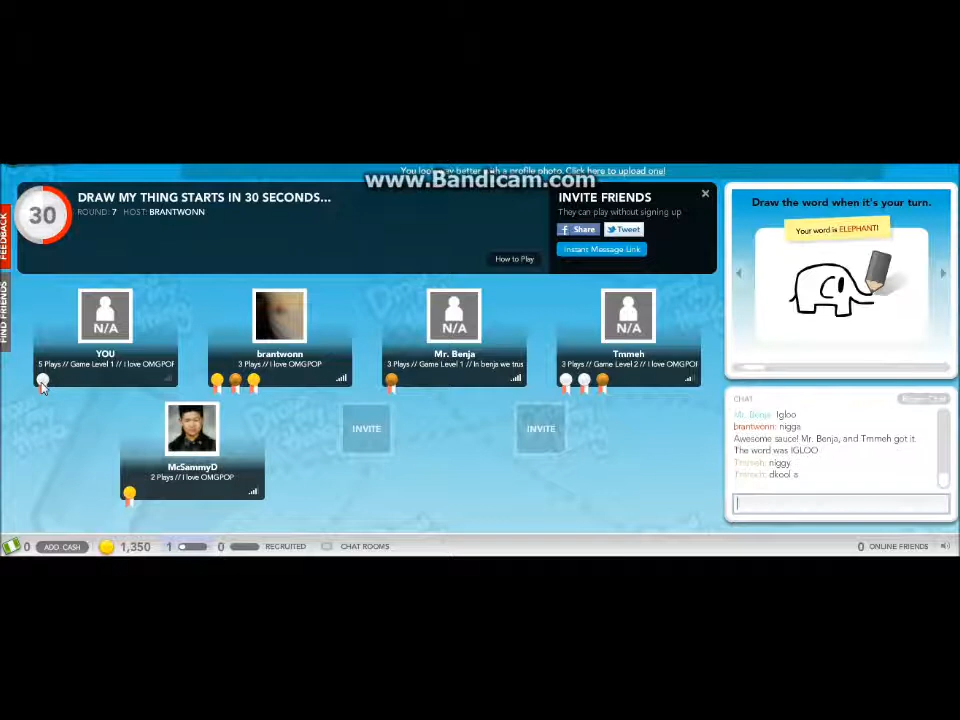 You look way better with a profile photo. Click here to upload one!
www.Bandicam.com
DRAW MY THING STARTS IN 30 SECONDS...
ROUND: 7 HOST: BRANTWONN
30
How to Play
INVITE FRIENDS
They can play without signing up
Share Tweet
Instant Message Link
Draw the word when it's your turn.
Your word is ELEPHANT!
FEEDBACK
FIND FRIENDS
N/A
YOU
5 Plays // Game Level 1 // I love OMGPOP
brantwonn
3 Plays // I love OMGPOP
N/A
Mr. Benja
3 Plays // Game Level 1 // In benja we trus
N/A
Tmmeh
3 Plays // Game Level 2 // I love OMGPOP
McSammyD
2 Plays // I love OMGPOP
INVITE
INVITE
CHAT
Mr. Benja: Igloo
brantwonn: nigga
Awesome sauce! Mr. Benja, and Tmmeh got it.
The word was IGLOO
Tmmeh: niggy
Tmmeh: dkool a
0 ADD CASH 1,350 1 0 RECRUITED CHAT ROOMS
0 ONLINE FRIENDS